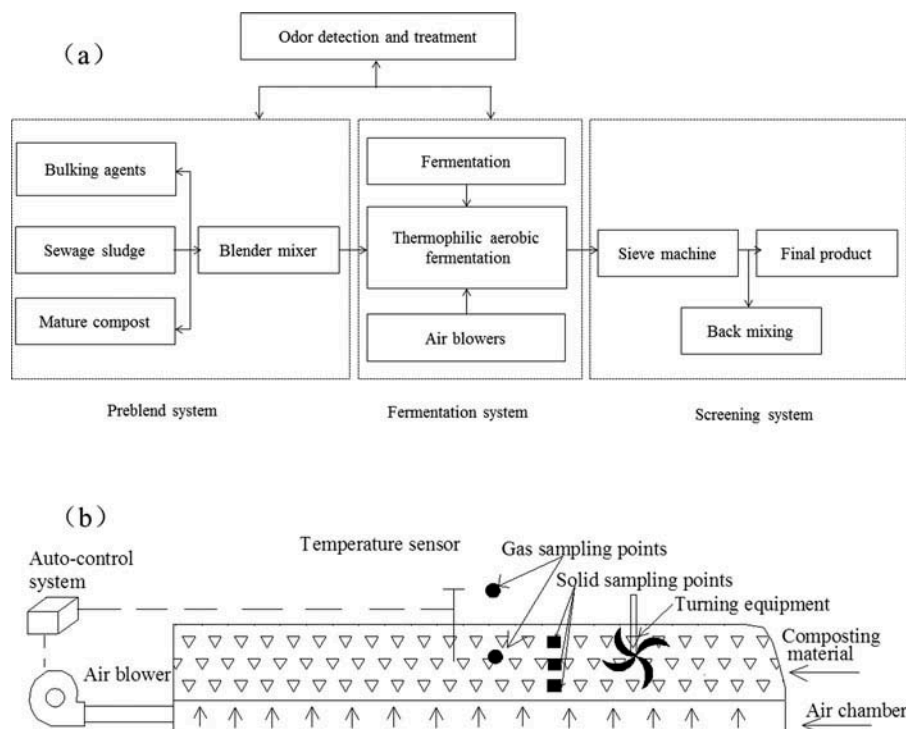 (a)
Odor detection and treatment
Bulking agents
Sewage sludge
Mature compost
Blender mixer
Fermentation
Thermophilic aerobic
fermentation
Air blowers
Sieve machine
Final product
Back mixing
Preblend system
Fermentation system
Screening system
(b)
Auto-control
system
Temperature sensor
Gas sampling points
Solid sampling points
Turning equipment
Composting
material
Air blower
Air chamber